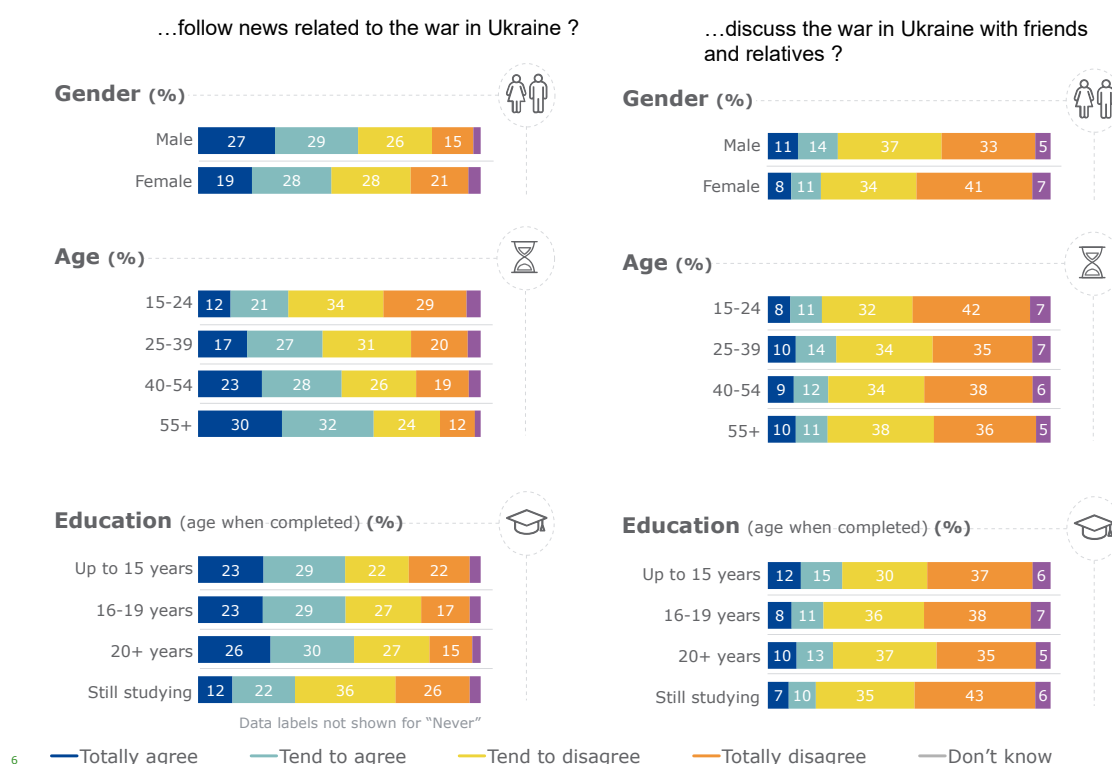 …follow news related to the war in Ukraine ?
Gender (%)
Male 27 29 26 15
Female 19 28 28 21
Age (%)
15-24 12 21 34 29
25-39 17 27 31 20
40-54 23 28 26 19
55+ 30 32 24 12
Education (age when completed) (%)
Up to 15 years 23 29 22 22
16-19 years 23 29 27 17
20+ years 26 30 27 15
Still studying 12 22 36 26
Data labels not shown for “Never”
…discuss the war in Ukraine with friends
and relatives ?
Gender (%)
Male 11 14 37 33 5
Female 8 11 34 41 7
Age (%)
15-24 8 11 32 42 7
25-39 10 14 34 35 7
40-54 9 12 34 38 6
55+ 10 11 38 36 5
Education (age when completed) (%)
Up to 15 years 12 15 30 37 6
16-19 years 8 11 36 38 7
20+ years 10 13 37 35 5
Still studying 7 10 35 43 6
6 Totally agree Tend to agree Tend to disagree Totally disagree Don’t know